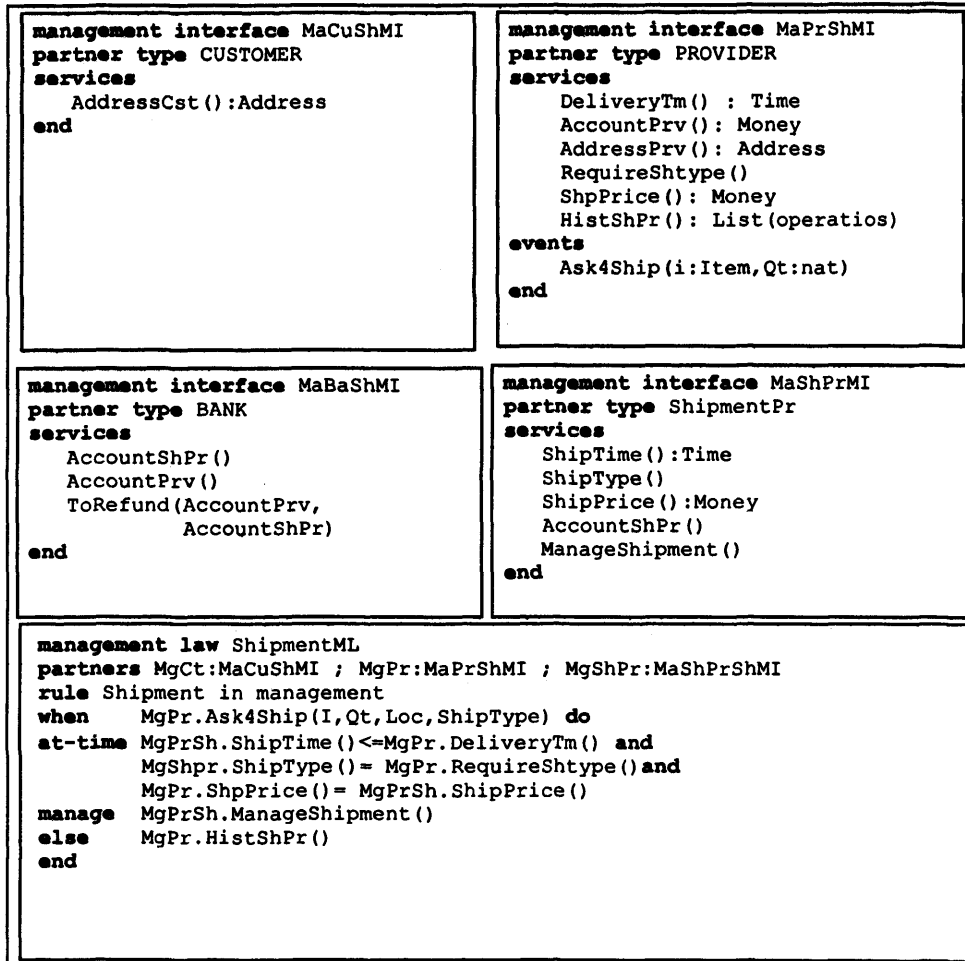 management interface MaCuShMI
partner type CUSTOMER
services
AddressCst():Address
end
management interface MaPrShMI
partner type PROVIDER
services
DeliveryTm() : Time
AccountPrv(): Money
AddressPrv(): Address
RequireShtype()
ShpPrice(): Money
HistShPr(): List(operatios)
events
Ask4Ship(i:Item,Qt:nat)
end
management interface MaBaShMI
partner type BANK
services
AccountShPr()
AccountPrv()
ToRefund(AccountPrv,
AccountShPr)
end
management interface MaShPrMI
partner type ShipmentPr
services
ShipTime():Time
ShipType()
ShipPrice():Money
AccountShPr()
ManageShipment()
end
management law ShipmentML
partners MgCt:MaCuShMI ; MgPr:MaPrShMI ; MgShPr:MaShPrShMI
rule Shipment in management
when MgPr.Ask4Ship(I,Qt,Loc,ShipType) do
at-time MgPrSh.ShipTime()<=MgPr.DeliveryTm() and
MgShpr.ShipType()= MgPr.RequireShtype()and
MgPr.ShpPrice()= MgPrSh.ShipPrice()
manage MgPrSh.ManageShipment()
else MgPr.HistShPr()
end